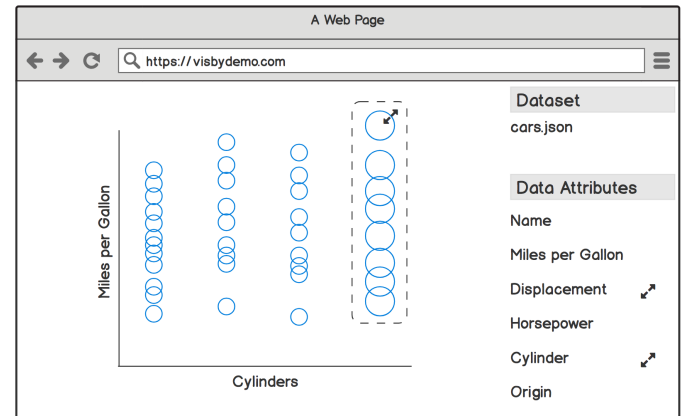 A Web Page
https://visbydemo.com
Miles per Gallon
Cylinders
Dataset
cars.json
Data Attributes
Name
Miles per Gallon
Displacement
Horsepower
Cylinder
Origin